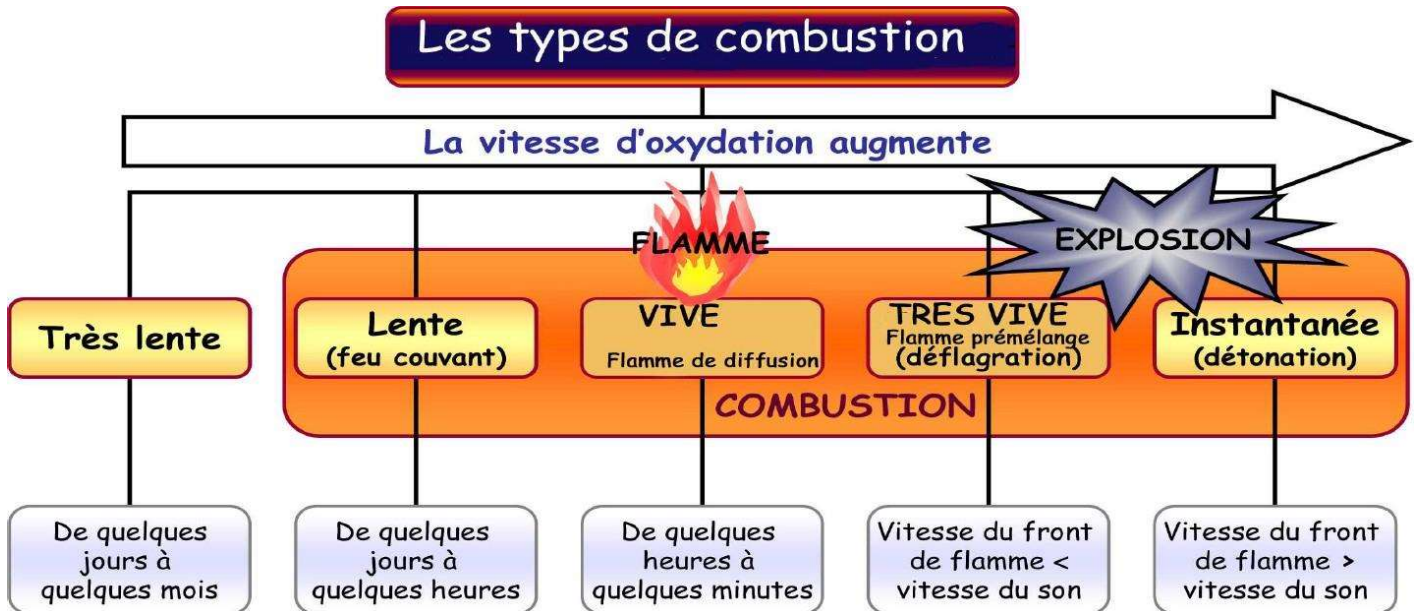 Les types de combustion
La vitesse d'oxydation augmente
FLAMME
EXPLOSION
Très lente
Lente
(feu couvant)
VIVE
Flamme de diffusion
TRES VIVE
Flamme prémélange
(déflagration)
Instantanée
(détonation)
COMBUSTION
De quelques
jours à
quelques mois
De quelques
jours à
quelques heures
De quelques
heures à
quelques minutes
Vitesse du front
de flamme <
vitesse du son
Vitesse du front
de flamme >
vitesse du son